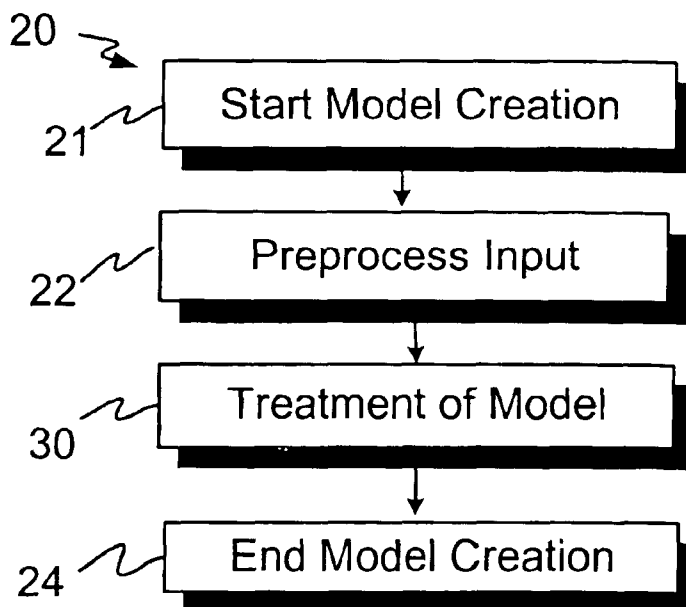 20
Start Model Creation
21
Preprocess Input
22
Treatment of Model
30
End Model Creation
24